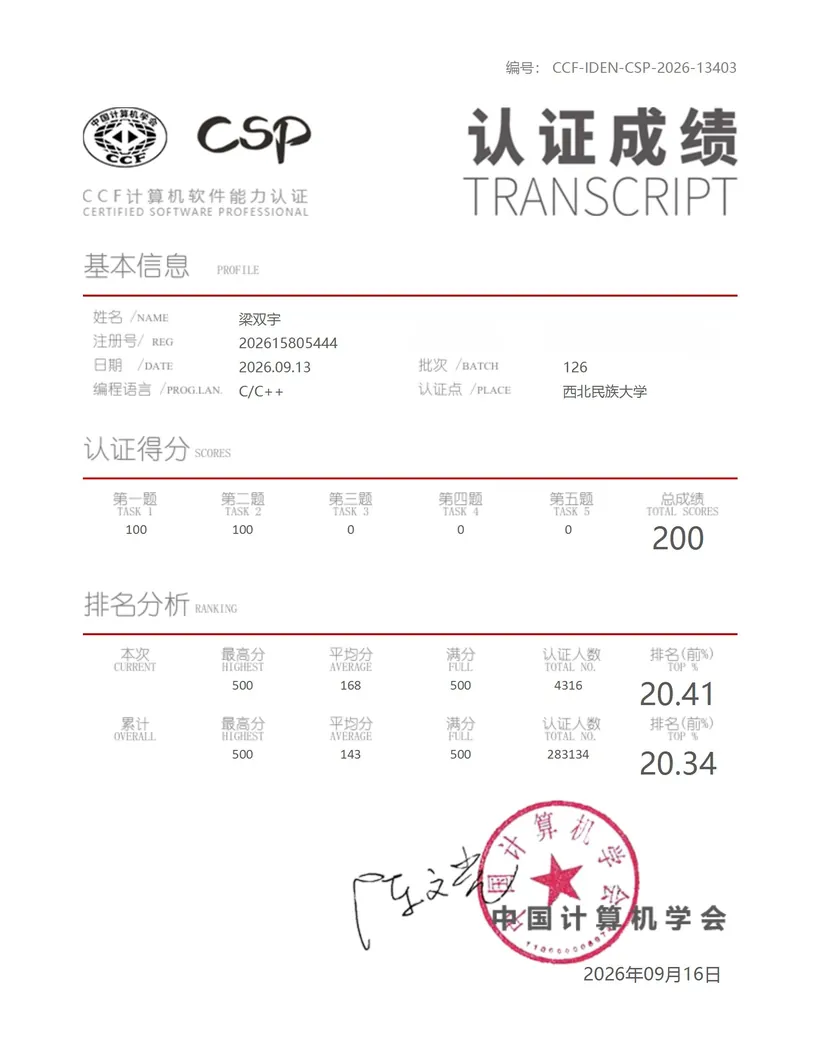 编号： CCF-IDEN-CSP-2026-13403
中国计算机学会
CCF
CSP
CCF计算机软件能力认证
CERTIFIED SOFTWARE PROFESSIONAL
认证成绩
TRANSCRIPT
基本信息 PROFILE
姓名 /NAME 梁双宇
注册号/ REG 202615805444
日期 /DATE 2026.09.13 批次 /BATCH 126
编程语言 /PROG.LAN. C/C++ 认证点 /PLACE 西北民族大学
认证得分 SCORES
第一题 第二题 第三题 第四题 第五题 总成绩
TASK 1 TASK 2 TASK 3 TASK 4 TASK 5 TOTAL SCORES
100 100 0 0 0 200
排名分析 RANKING
本次 最高分 平均分 满分 认证人数 排名(前%)
CURRENT HIGHEST AVERAGE FULL TOTAL NO. TOP %
500 168 500 4316 20.41
累计 最高分 平均分 满分 认证人数 排名(前%)
OVERALL HIGHEST AVERAGE FULL TOTAL NO. TOP %
500 143 500 283134 20.34
中国计算机学会
中国计算机学会
2026年09月16日